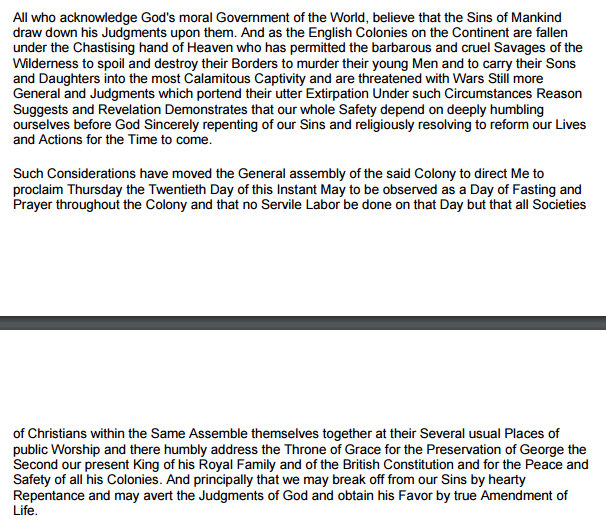 All who acknowledge God's moral Government of the World, believe that the Sins of Mankind
draw down his Judgments upon them. And as the English Colonies on the Continent are fallen
under the Chastising hand of Heaven who has permitted the barbarous and cruel Savages of the
Wilderness to spoil and destroy their Borders to murder their young Men and to carry their Sons
and Daughters into the most Calamitous Captivity and are threatened with Wars Still more
General and Judgments which portend their utter Extirpation Under such Circumstances Reason
Suggests and Revelation Demonstrates that our whole Safety depend on deeply humbling
ourselves before God Sincerely repenting of our Sins and religiously resolving to reform our Lives
and Actions for the Time to come.
Such Considerations have moved the General assembly of the said Colony to direct Me to
proclaim Thursday the Twentieth Day of this Instant May to be observed as a Day of Fasting and
Prayer throughout the Colony and that no Servile Labor be done on that Day but that all Societies
of Christians within the Same Assemble themselves together at their Several usual Places of
public Worship and there humbly address the Throne of Grace for the Preservation of George the
Second our present King of his Royal Family and of the British Constitution and for the Peace and
Safety of all his Colonies. And principally that we may break off from our Sins by hearty
Repentance and may avert the Judgments of God and obtain his Favor by true Amendment of
Life.